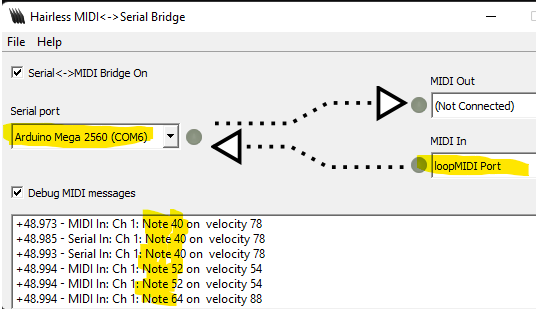 Hairless MIDI<->Serial Bridge
File Help
Serial<->MIDI Bridge On
MIDI Out
Serial port
(Not Connected)
Arduino Mega 2560 (COM6)
MIDI In
loopMIDI Port
Debug MIDI messages
+48.973 - MIDI In: Ch 1: Note 40 on velocity 78
+48.985 - Serial In: Ch 1: Note 40 on velocity 78
+48.993 - Serial In: Ch 1: Note 40 on velocity 78
+48.994 - MIDI In: Ch 1: Note 52 on velocity 54
+48.994 - MIDI In: Ch 1: Note 52 on velocity 54
+48.994 - MIDI In: Ch 1: Note 64 on velocity 88